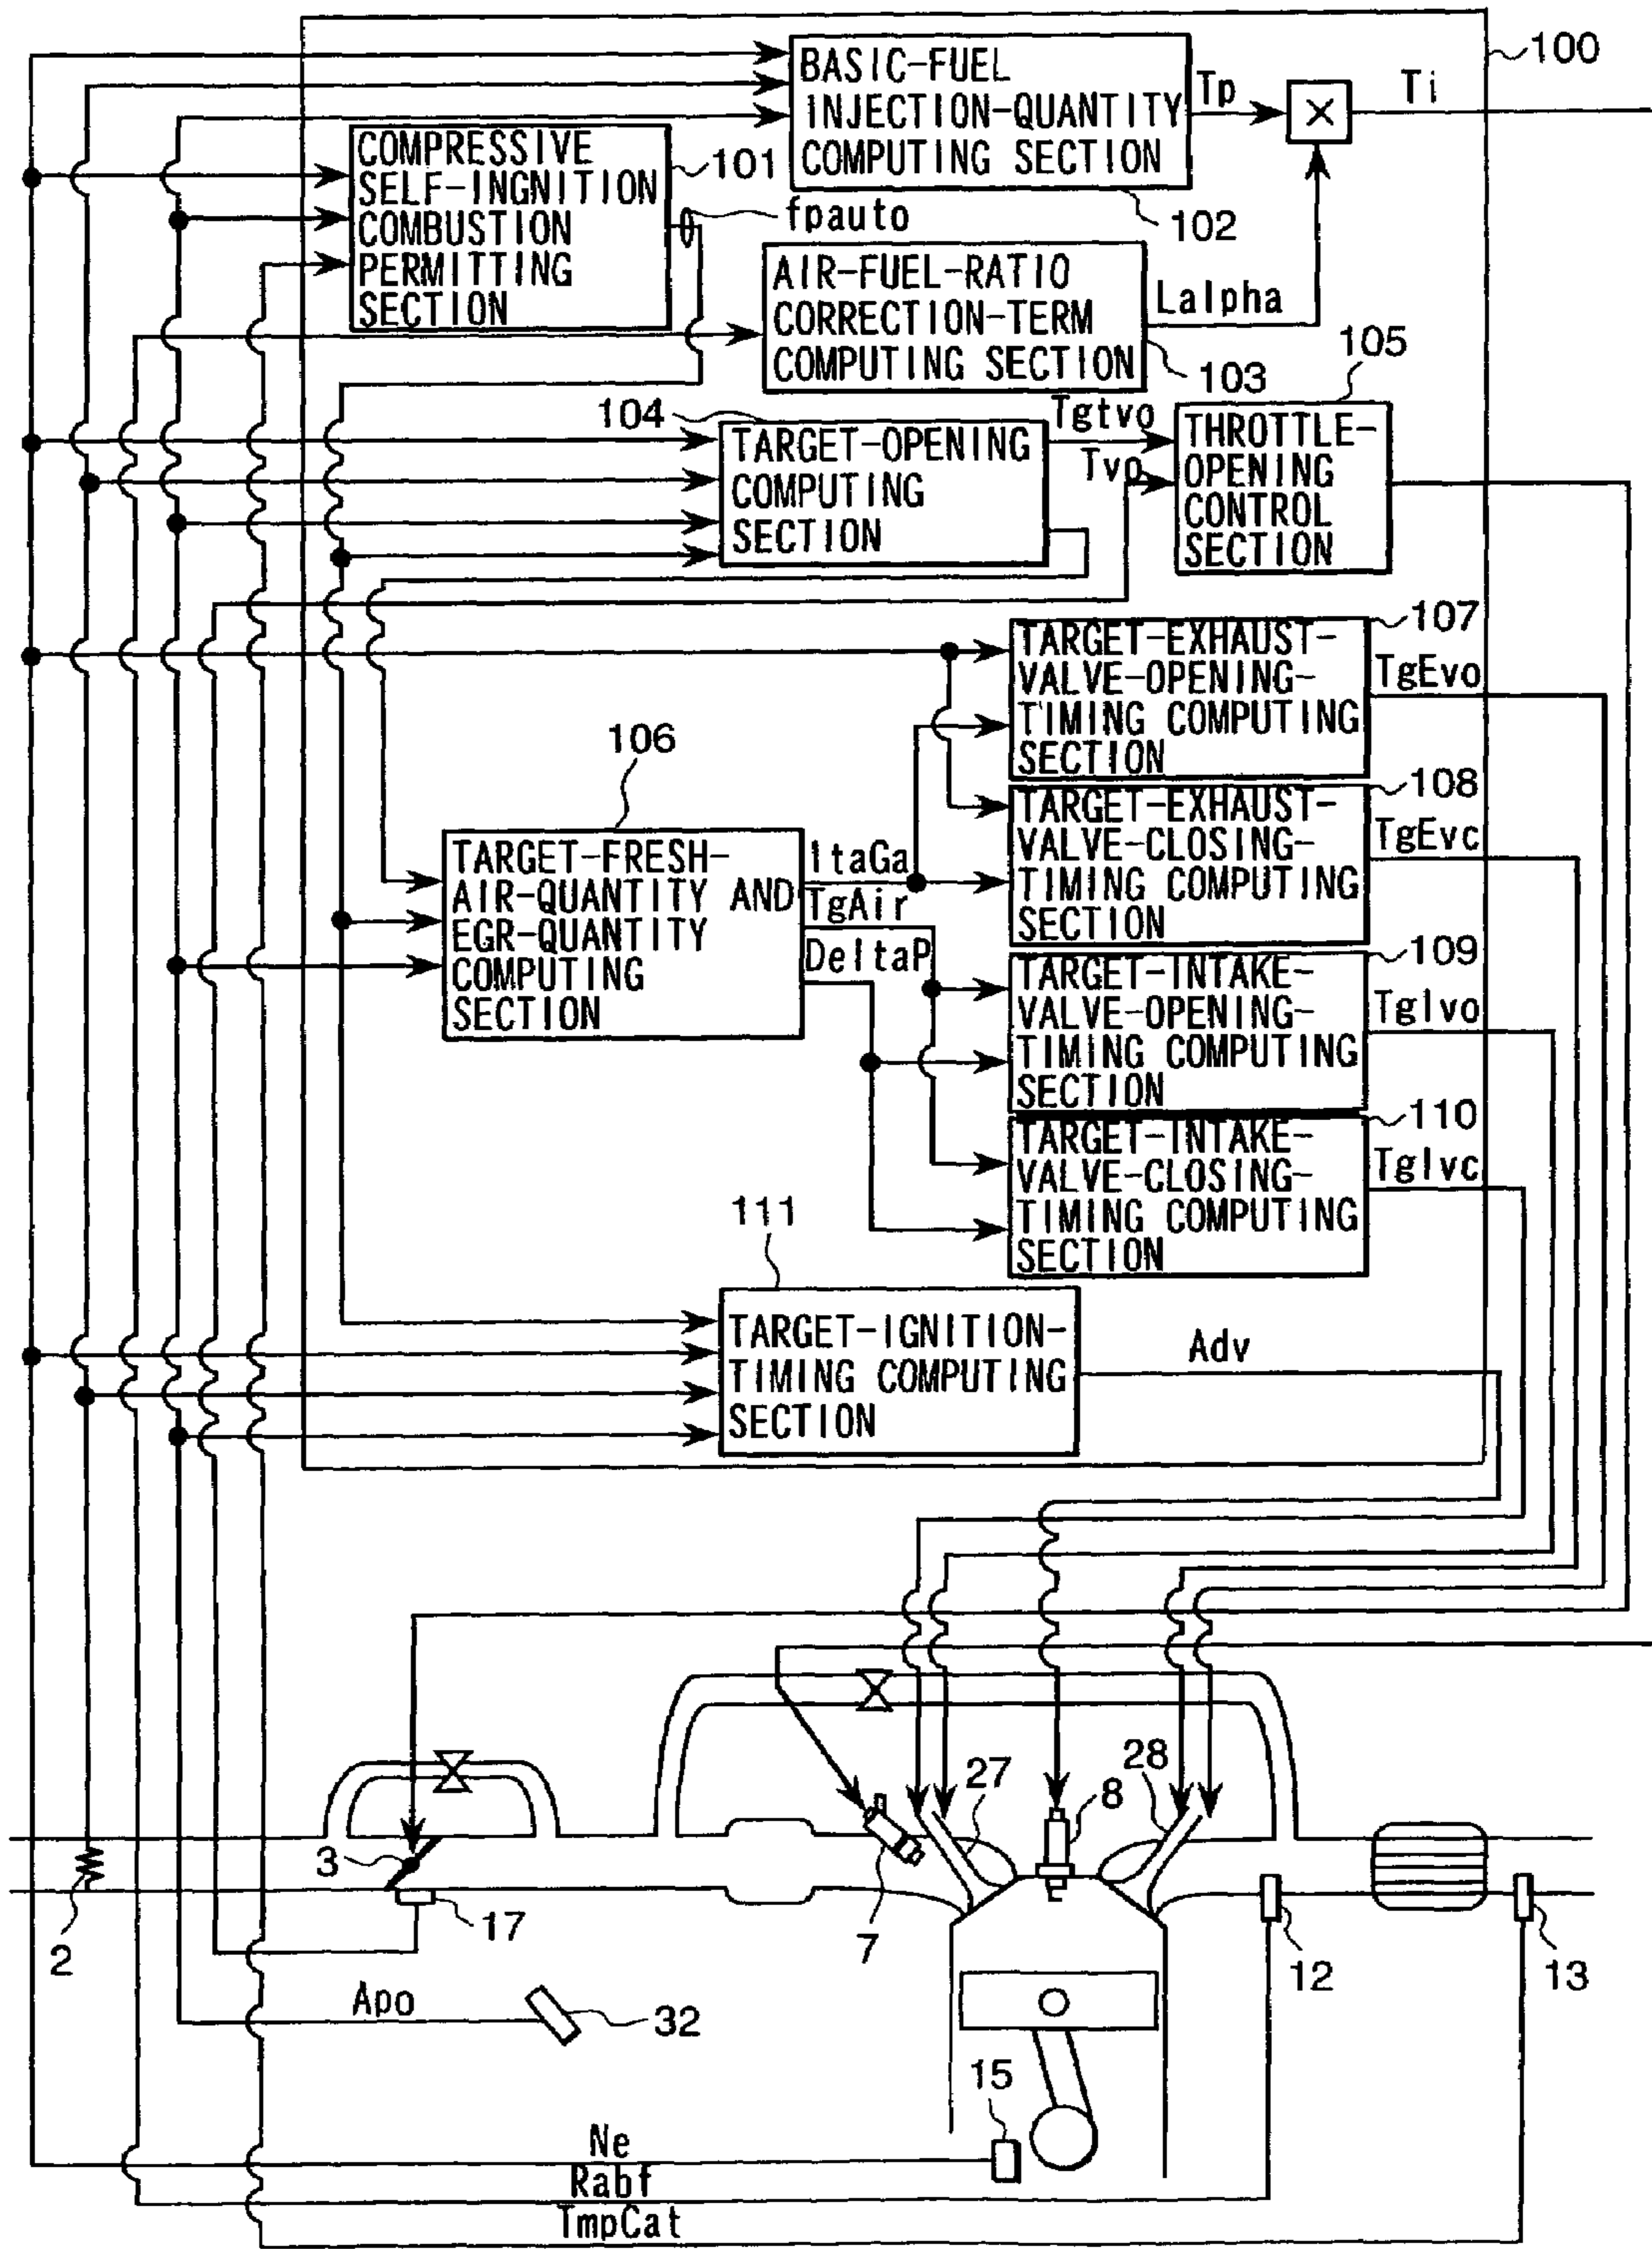 100
BASIC-FUEL
INJECTION-QUANTITY
COMPUTING SECTION
Tp
×
Ti
102
COMPRESSIVE
SELF-INGNITION
COMBUSTION
PERMITTING
SECTION
101
fpauto
AIR-FUEL-RATIO
CORRECTION-TERM
COMPUTING SECTION
Lalpha
103
105
104
TARGET-OPENING
COMPUTING
SECTION
Tgtvo
Tvo
THROTTLE-
OPENING
CONTROL
SECTION
107
TARGET-EXHAUST-
VALVE-OPENING-
TIMING COMPUTING
SECTION
TgEvo
106
TARGET-FRESH-
AIR-QUANTITY AND
EGR-QUANTITY
COMPUTING
SECTION
ItaGa
TgAir
DeltaP
108
TARGET-EXHAUST-
VALVE-CLOSING-
TIMING COMPUTING
SECTION
TgEvc
109
TARGET-INTAKE-
VALVE-OPENING-
TIMING COMPUTING
SECTION
TgIvo
110
TARGET-INTAKE-
VALVE-CLOSING-
TIMING COMPUTING
SECTION
TgIvc
111
TARGET-IGNITION-
TIMING COMPUTING
SECTION
Adv
27
8
28
3
2
17
7
12
13
Apo
32
15
Ne
Rabf
TmpCat